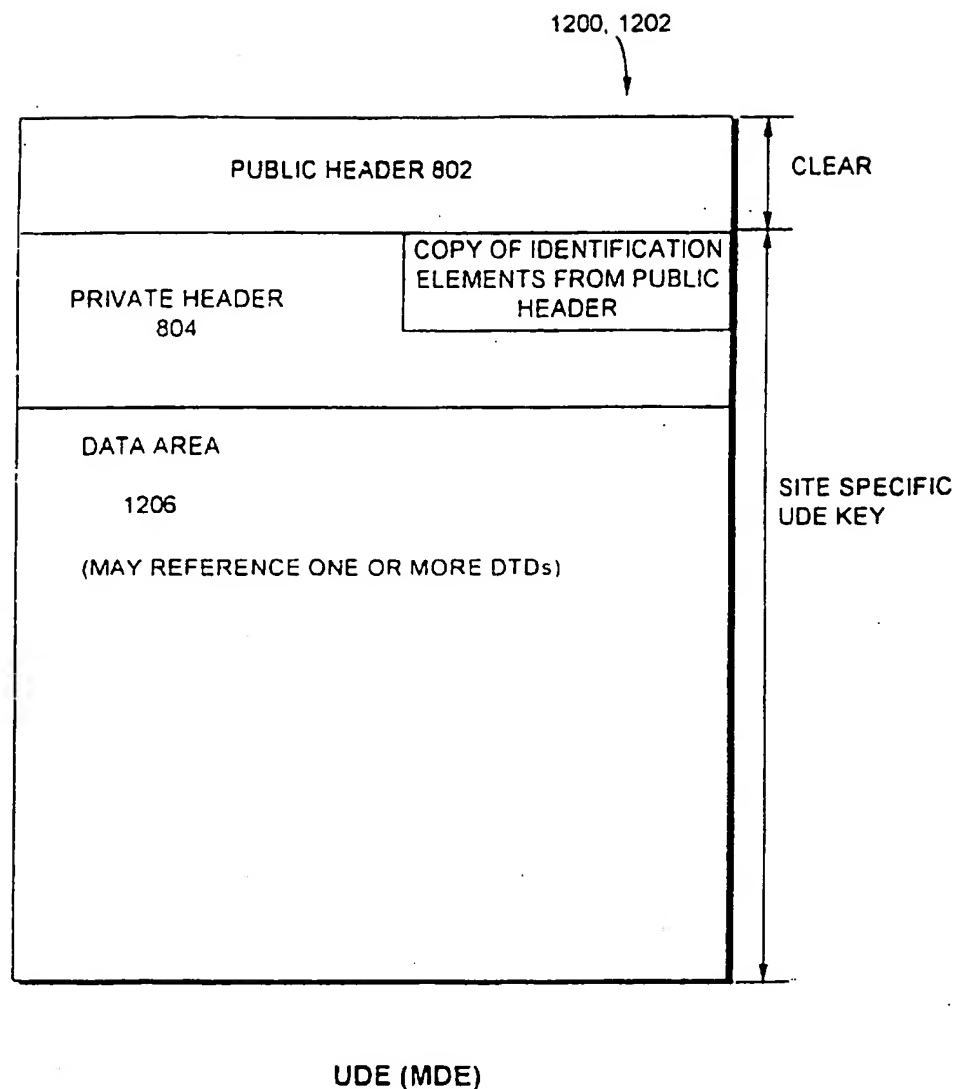 1200, 1202
PUBLIC HEADER 802
CLEAR
COPY OF IDENTIFICATION
ELEMENTS FROM PUBLIC
HEADER
PRIVATE HEADER
804
DATA AREA
1206
(MAY REFERENCE ONE OR MORE DTDs)
SITE SPECIFIC
UDE KEY
UDE (MDE)